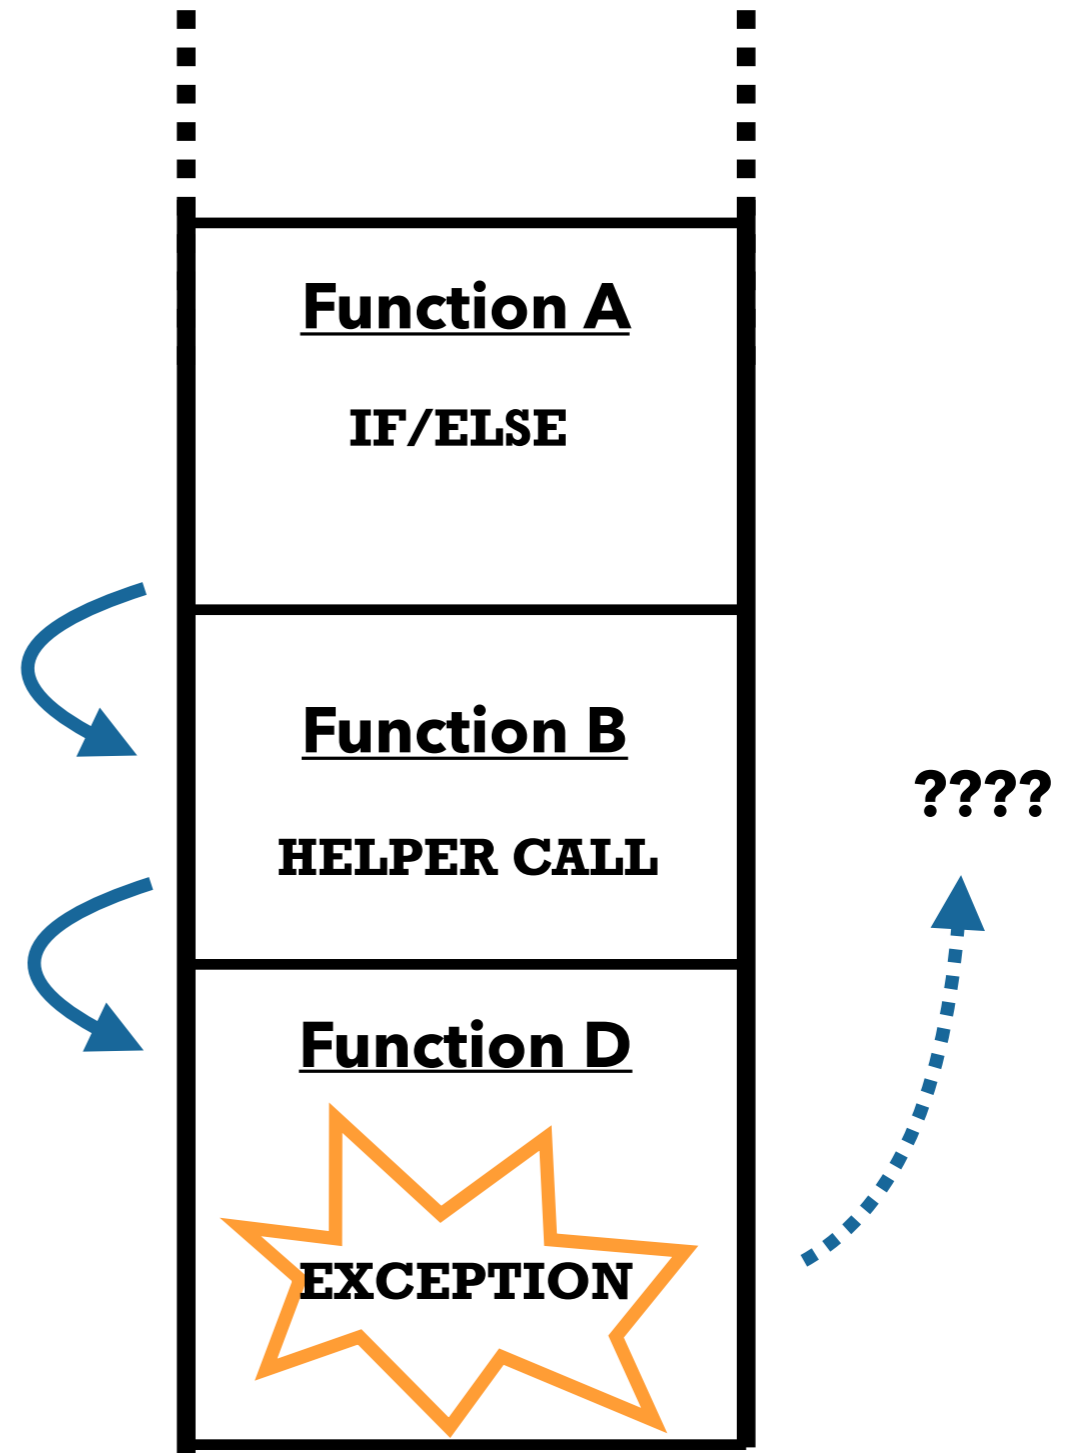 Function A
IF/ELSE
Function B
????
HELPER CALL
Function D
EXCEPTION